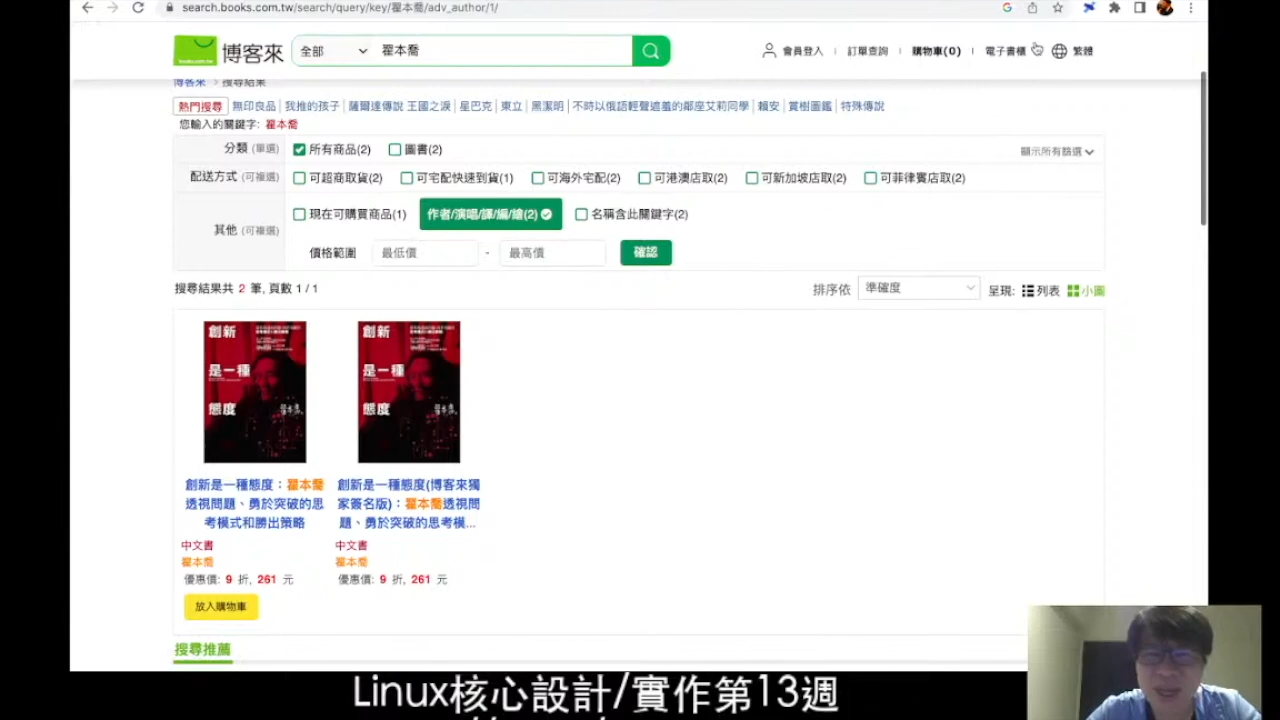 search.books.com.tw/search/query/key/翟本喬/adv_author/1/
博客來 全部 翟本喬 會員登入 訂單查詢 購物車(0) 電子書櫃 繁體
books.com.tw
博客來 > 搜尋結果
熱門搜尋 無印良品 我推的孩子 薩爾達傳說 王國之淚 星巴克 東立 黑潔明 不時以俄語輕聲遮羞的鄰座艾莉同學 賴安 賞樹圖鑑 特殊傳說
您輸入的關鍵字: 翟本喬
分類 (單選) 所有商品(2) 圖書(2) 顯示所有篩選
配送方式 (可複選) 可超商取貨(2) 可宅配快速到貨(1) 可海外宅配(2) 可港澳店取(2) 可新加坡店取(2) 可菲律賓店取(2)
其他 (可複選) 現在可購買商品(1) 作者/演唱/譯/編/繪(2) 名稱含此關鍵字(2)
價格範圍 最低價 - 最高價 確認
搜尋結果共 2 筆, 頁數 1 / 1 排序依 準確度 呈現: 列表 小圖
創新
是一種
態度
創新
是一種
態度
創新是一種態度：翟本喬
透視問題、勇於突破的思
考模式和勝出策略
中文書
翟本喬
優惠價: 9 折, 261 元
放入購物車
創新是一種態度(博客來獨
家簽名版)：翟本喬透視問
題、勇於突破的思考模...
中文書
翟本喬
優惠價: 9 折, 261 元
搜尋推薦
Linux核心設計/實作第13週